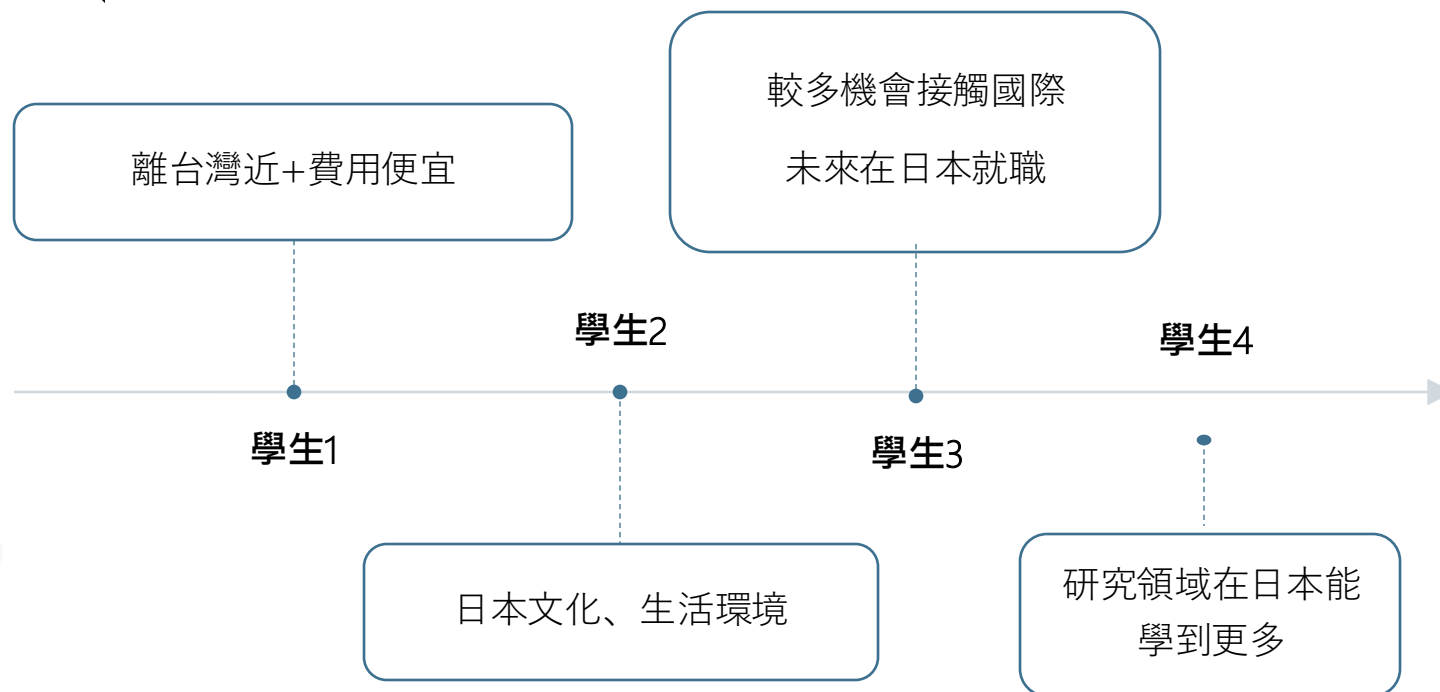 較多機會接觸國際
未來在日本就職
離台灣近+費用便宜
學生2
學生4
學生1
學生3
日本文化、生活環境
研究領域在日本能
學到更多